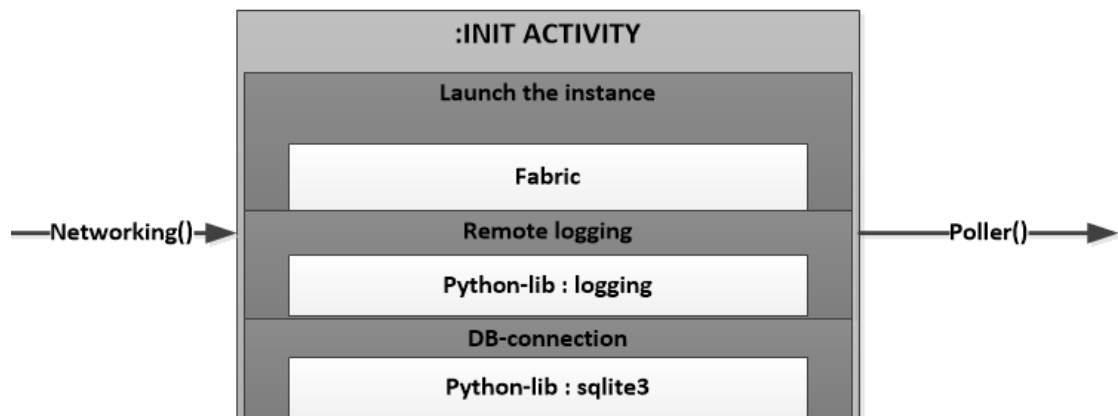 :INIT ACTIVITY
Launch the instance
Fabric
Networking()
Remote logging
Poller()
Python-lib : logging
DB-connection
Python-lib : sqlite3